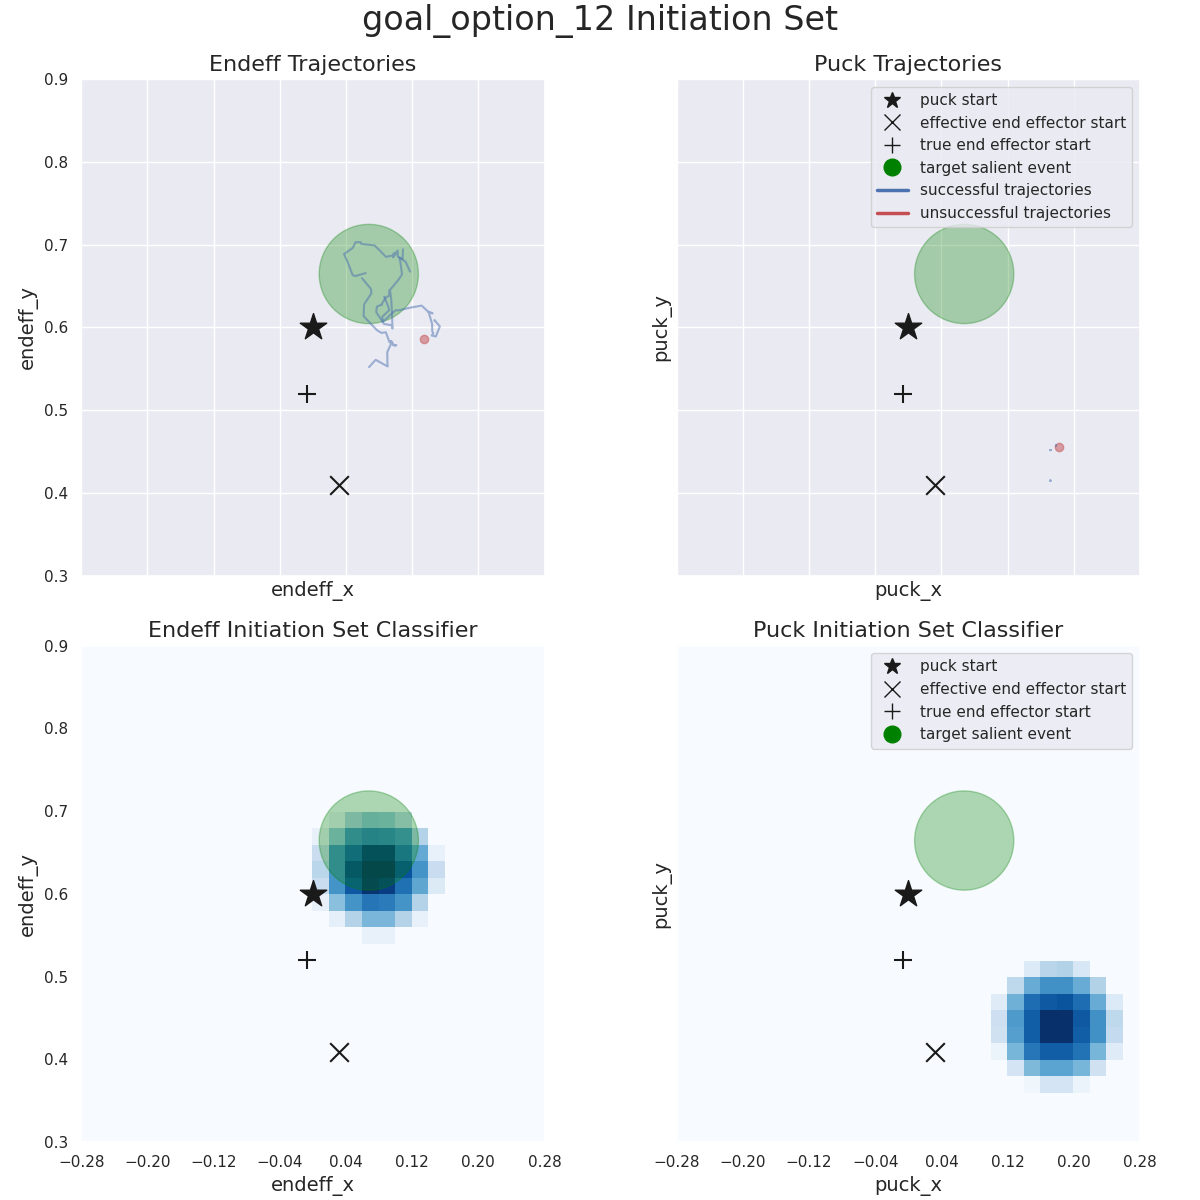 goal_option_12 Initiation Set
Endeff Trajectories
0.9
0.8
0.7
0.6
0.5
0.4
0.3
endeff_y
endeff_x
Puck Trajectories
puck start
effective end effector start
true end effector start
target salient event
successful trajectories
unsuccessful trajectories
puck_y
puck_x
Endeff Initiation Set Classifier
0.9
0.8
0.7
0.6
0.5
0.4
0.3
endeff_y
−0.28 −0.20 −0.12 −0.04 0.04 0.12 0.20 0.28
endeff_x
Puck Initiation Set Classifier
puck start
effective end effector start
true end effector start
target salient event
puck_y
−0.28 −0.20 −0.12 −0.04 0.04 0.12 0.20 0.28
puck_x